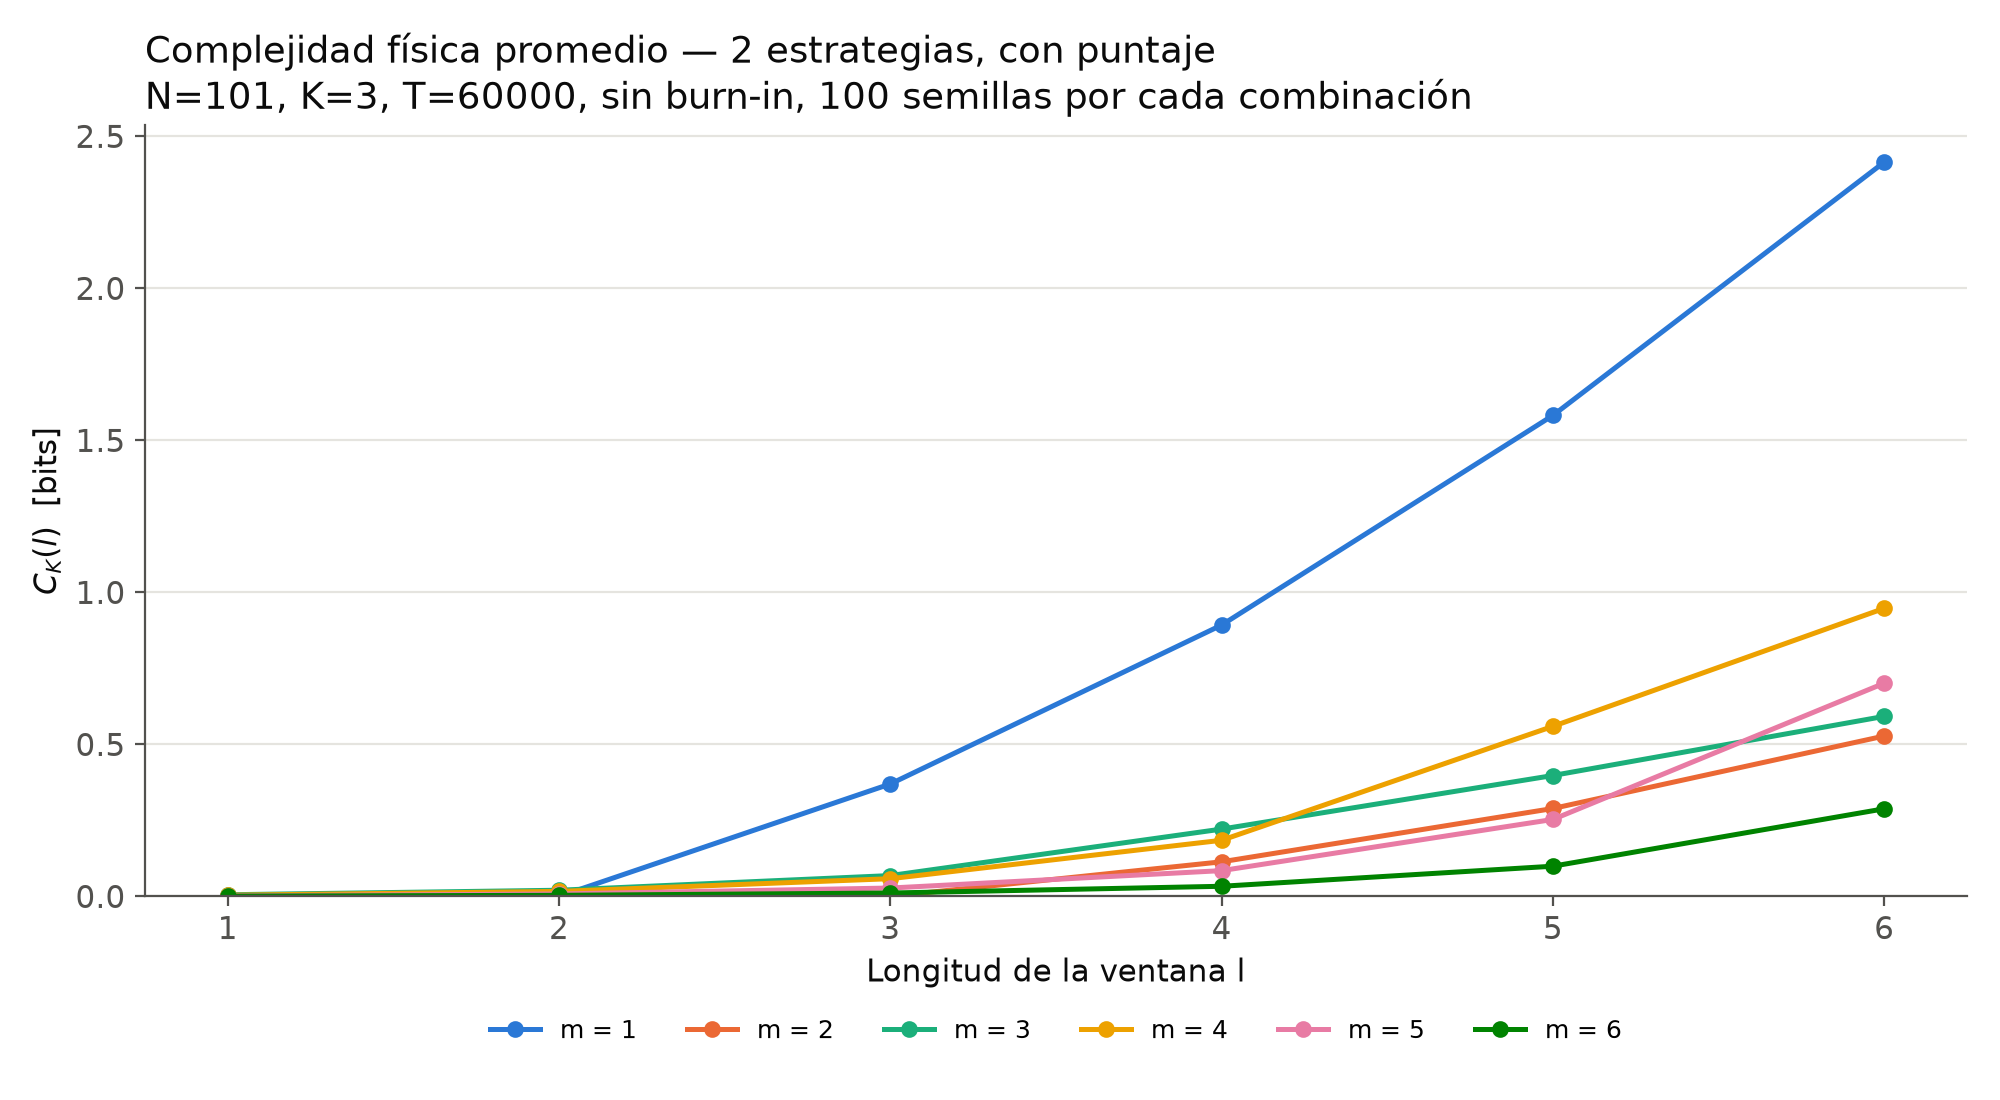 Complejidad física promedio — 2 estrategias, con puntaje
N=101, K=3, T=60000, sin burn-in, 100 semillas por cada combinación
2.5
2.0
1.5
1.0
0.5
0.0
C_K(l) [bits]
1 2 3 4 5 6
Longitud de la ventana l
m = 1 m = 2 m = 3 m = 4 m = 5 m = 6